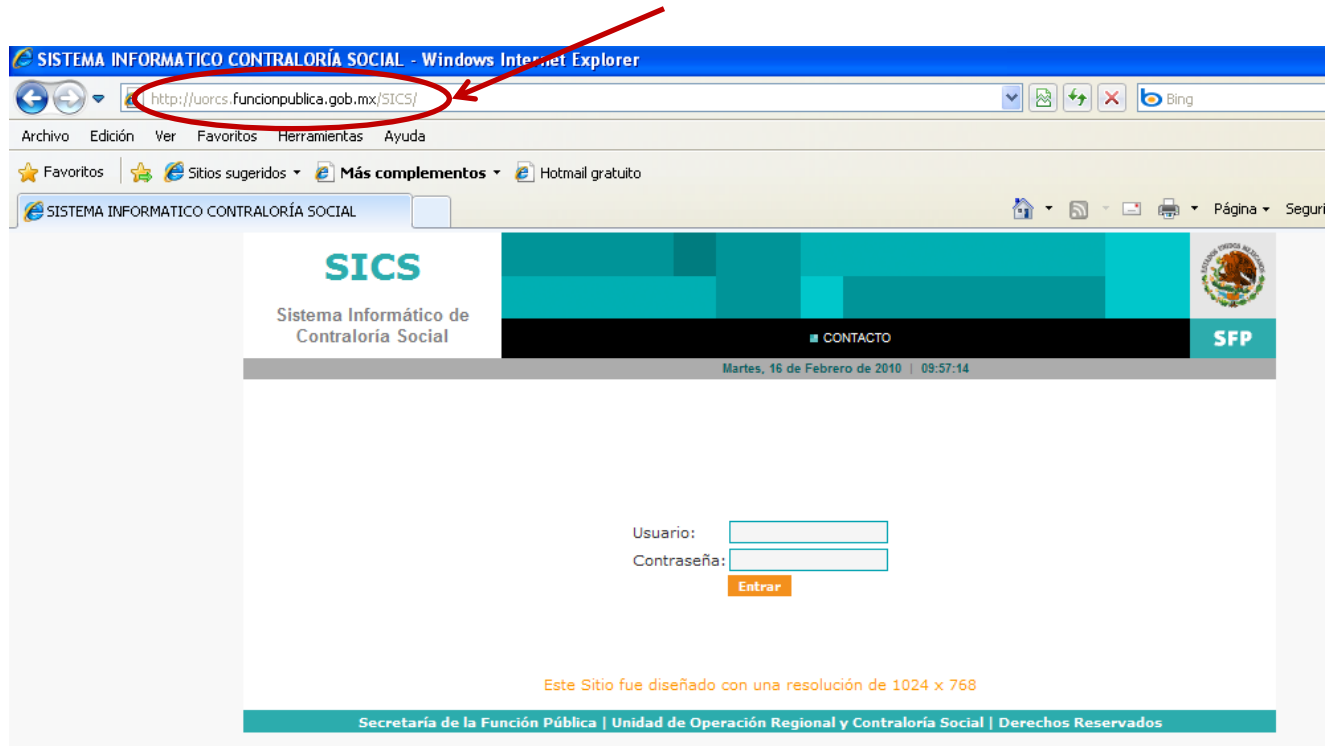 SISTEMA INFORMATICO CONTRALORÍA SOCIAL - Windows Internet Explorer
http://uorcs.funcionpublica.gob.mx/SICS/
Bing
Archivo Edición Ver Favoritos Herramientas Ayuda
Favoritos Sitios sugeridos Más complementos Hotmail gratuito
SISTEMA INFORMATICO CONTRALORÍA SOCIAL
Página Seguri
SICS
Sistema Informático de
Contraloría Social
ESTADOS UNIDOS MEXICANOS
CONTACTO
SFP
Martes, 16 de Febrero de 2010 | 09:57:14
Usuario:
Contraseña:
Entrar
Este Sitio fue diseñado con una resolución de 1024 x 768
Secretaría de la Función Pública | Unidad de Operación Regional y Contraloría Social | Derechos Reservados